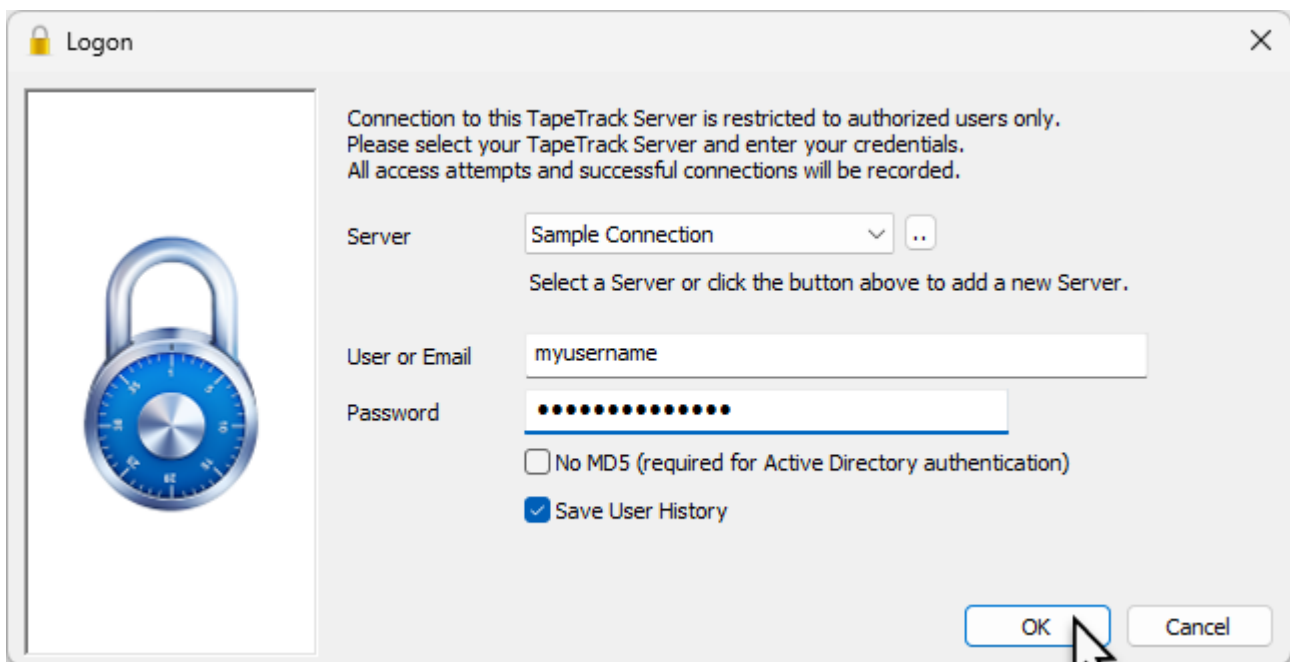 Logon
Connection to this TapeTrack Server is restricted to authorized users only.
Please select your TapeTrack Server and enter your credentials.
All access attempts and successful connections will be recorded.
Server
Sample Connection
..
Select a Server or click the button above to add a new Server.
User or Email
myusername
Password
●●●●●●●●●●●●●●
No MD5 (required for Active Directory authentication)
Save User History
OK
Cancel